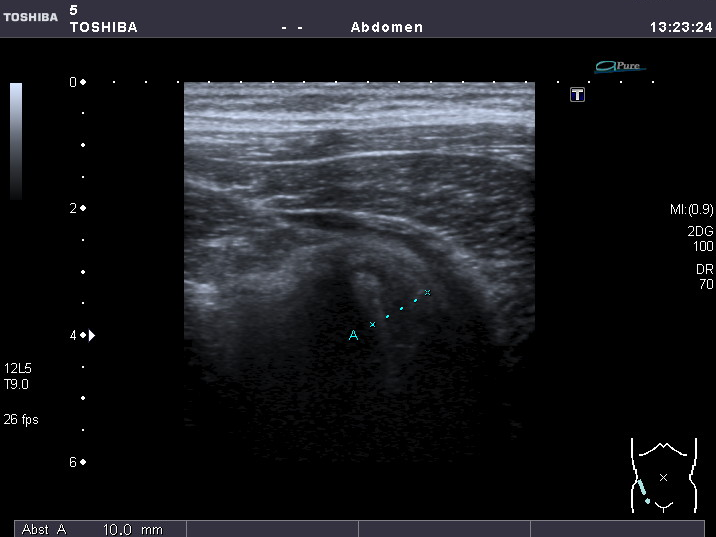 TOSHIBA
5
TOSHIBA - - Abdomen 13:23:24
aPure
T
0
2
4
6
A
MI:(0.9)
2DG
100
DR
70
12L5
T9.0
26 fps
Abst A 10.0 mm